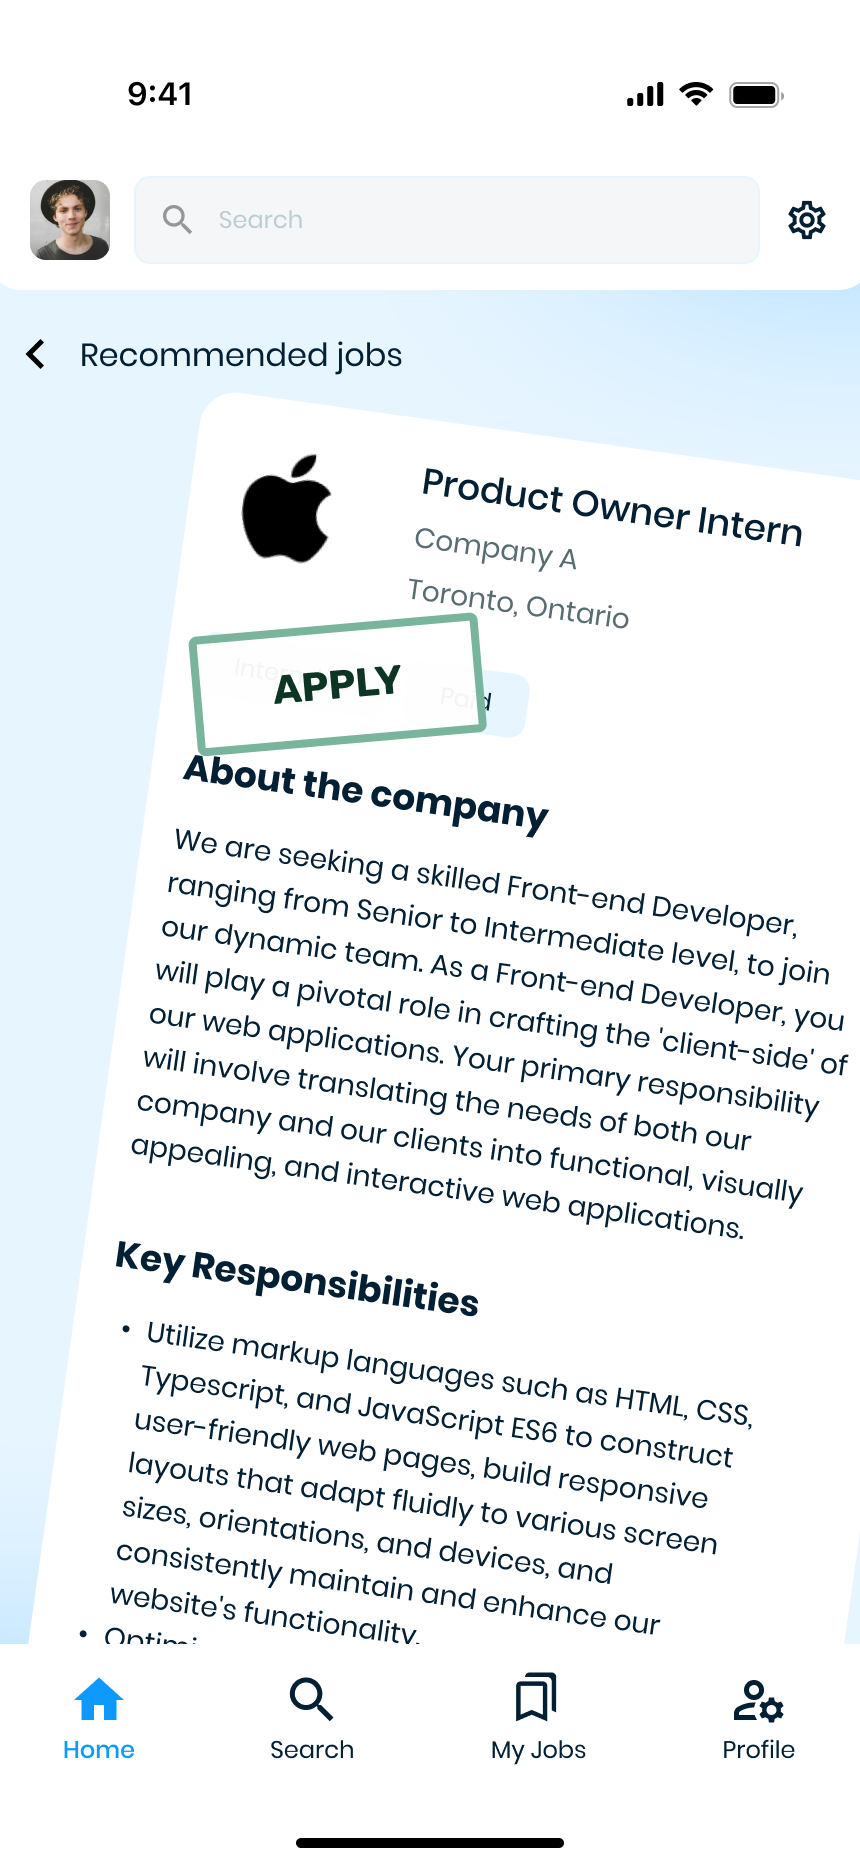 9:41
Search
Recommended jobs
Product Owner Intern
Company A
Toronto, Ontario
APPLY
Paid
About the company
We are seeking a skilled Front-end Developer,
ranging from Senior to Intermediate level, to join
our dynamic team. As a Front-end Developer, you
will play a pivotal role in crafting the 'client-side' of
our web applications. Your primary responsibility
will involve translating the needs of both our
company and our clients into functional, visually
appealing, and interactive web applications.
Key Responsibilities
• Utilize markup languages such as HTML, CSS,
Typescript, and JavaScript ES6 to construct
user-friendly web pages, build responsive
layouts that adapt fluidly to various screen
sizes, orientations, and devices, and
consistently maintain and enhance our
website's functionality.
Home
Search
My Jobs
Profile